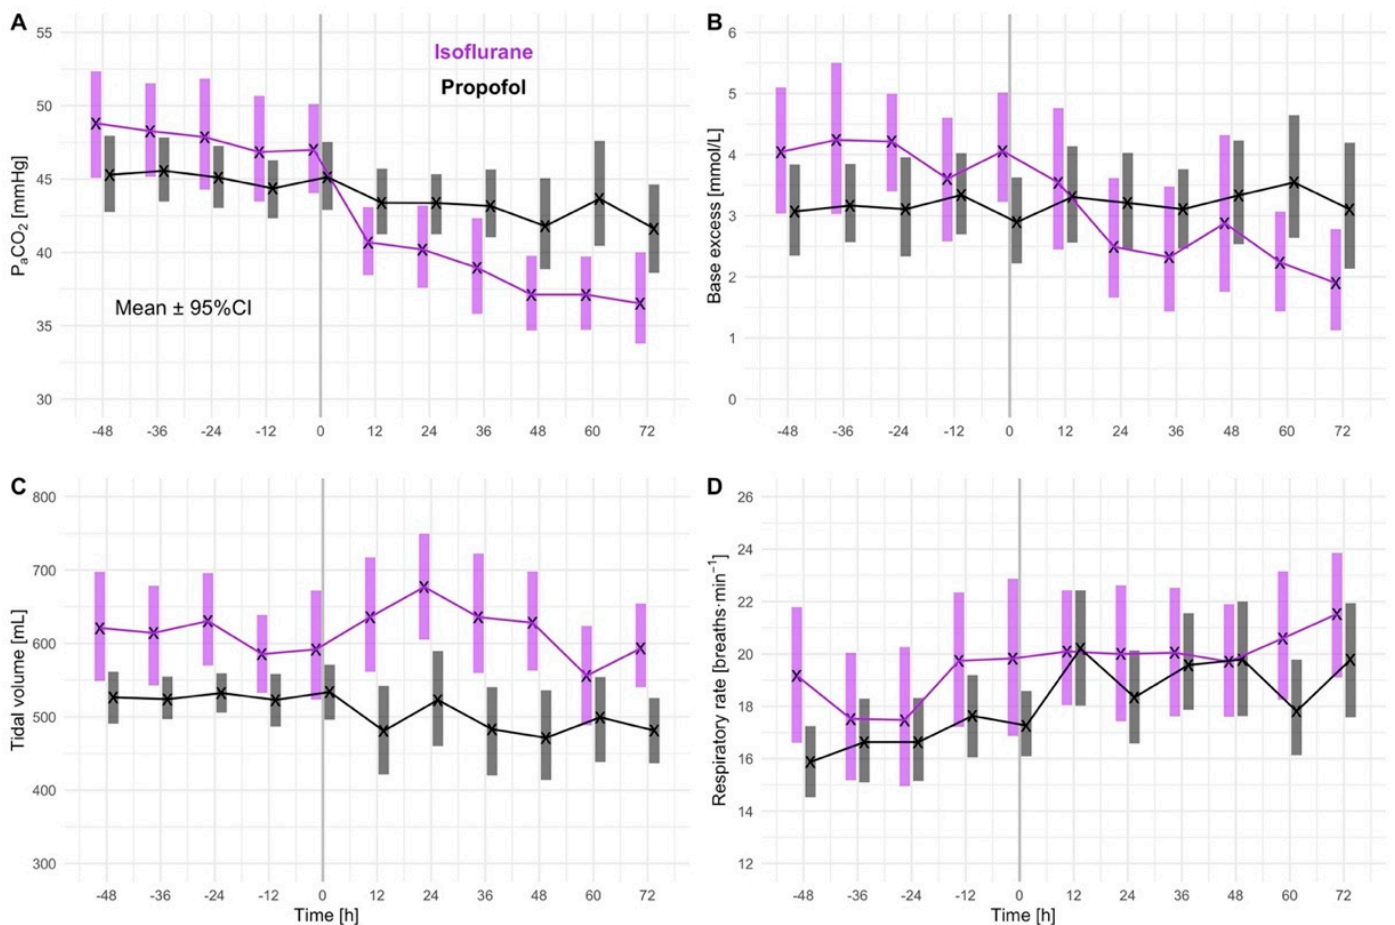 A
55
50
45
40
35
30
PaCO2 [mmHg]
Isoflurane
Propofol
Mean ± 95%CI
-48 -36 -24 -12 0 12 24 36 48 60 72
B
6
5
4
3
2
1
0
Base excess [mmol/L]
-48 -36 -24 -12 0 12 24 36 48 60 72
C
800
700
600
500
400
300
Tidal volume [mL]
-48 -36 -24 -12 0 12 24 36 48 60 72
Time [h]
D
26
24
22
20
18
16
14
12
Respiratory rate [breaths·min−1]
-48 -36 -24 -12 0 12 24 36 48 60 72
Time [h]